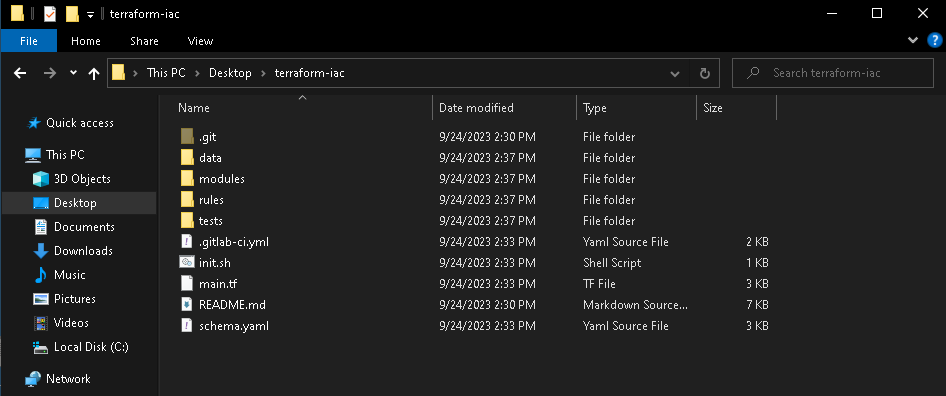 terraform-iac
File Home Share View
This PC Desktop terraform-iac Search terraform-iac
Name Date modified Type Size
Quick access
This PC
3D Objects
Desktop
Documents
Downloads
Music
Pictures
Videos
Local Disk (C:)
Network
.git 9/24/2023 2:30 PM File folder
data 9/24/2023 2:37 PM File folder
modules 9/24/2023 2:37 PM File folder
rules 9/24/2023 2:37 PM File folder
tests 9/24/2023 2:37 PM File folder
.gitlab-ci.yml 9/24/2023 2:33 PM Yaml Source File 2 KB
init.sh 9/24/2023 2:33 PM Shell Script 1 KB
main.tf 9/24/2023 2:33 PM TF File 3 KB
README.md 9/24/2023 2:30 PM Markdown Source... 7 KB
schema.yaml 9/24/2023 2:33 PM Yaml Source File 3 KB